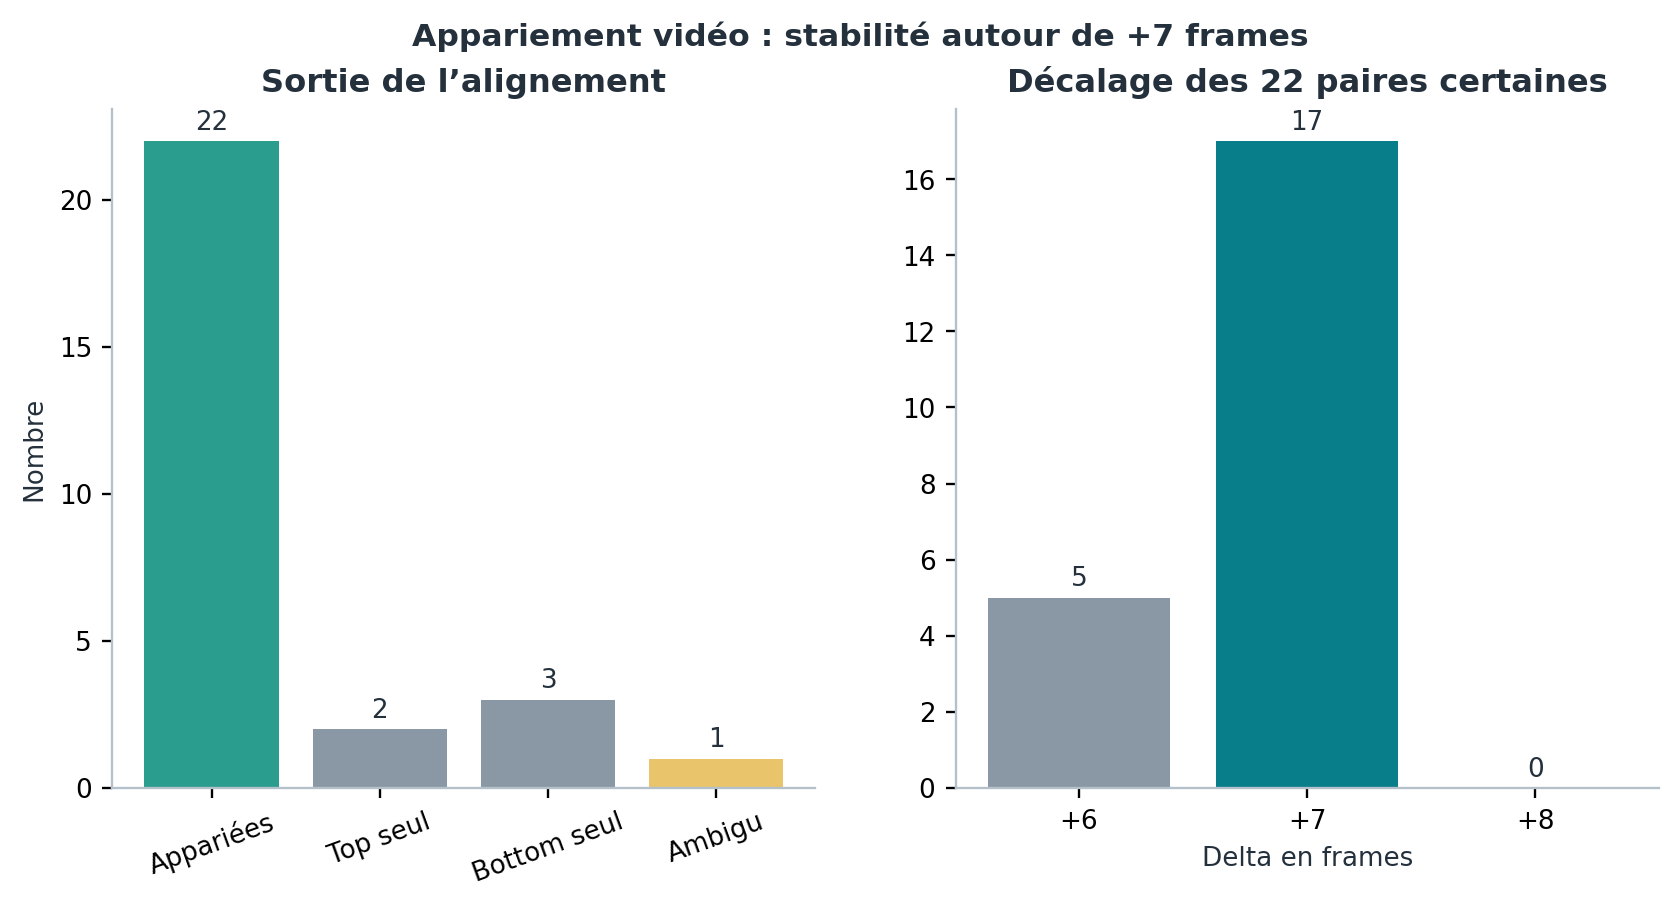 Appariement vidéo : stabilité autour de +7 frames
Sortie de l’alignement
22
20
15
10
5
0
Nombre
2
3
1
Appariées
Top seul
Bottom seul
Ambigu
Décalage des 22 paires certaines
17
16
14
12
10
8
6
4
2
0
5
0
+6
+7
+8
Delta en frames